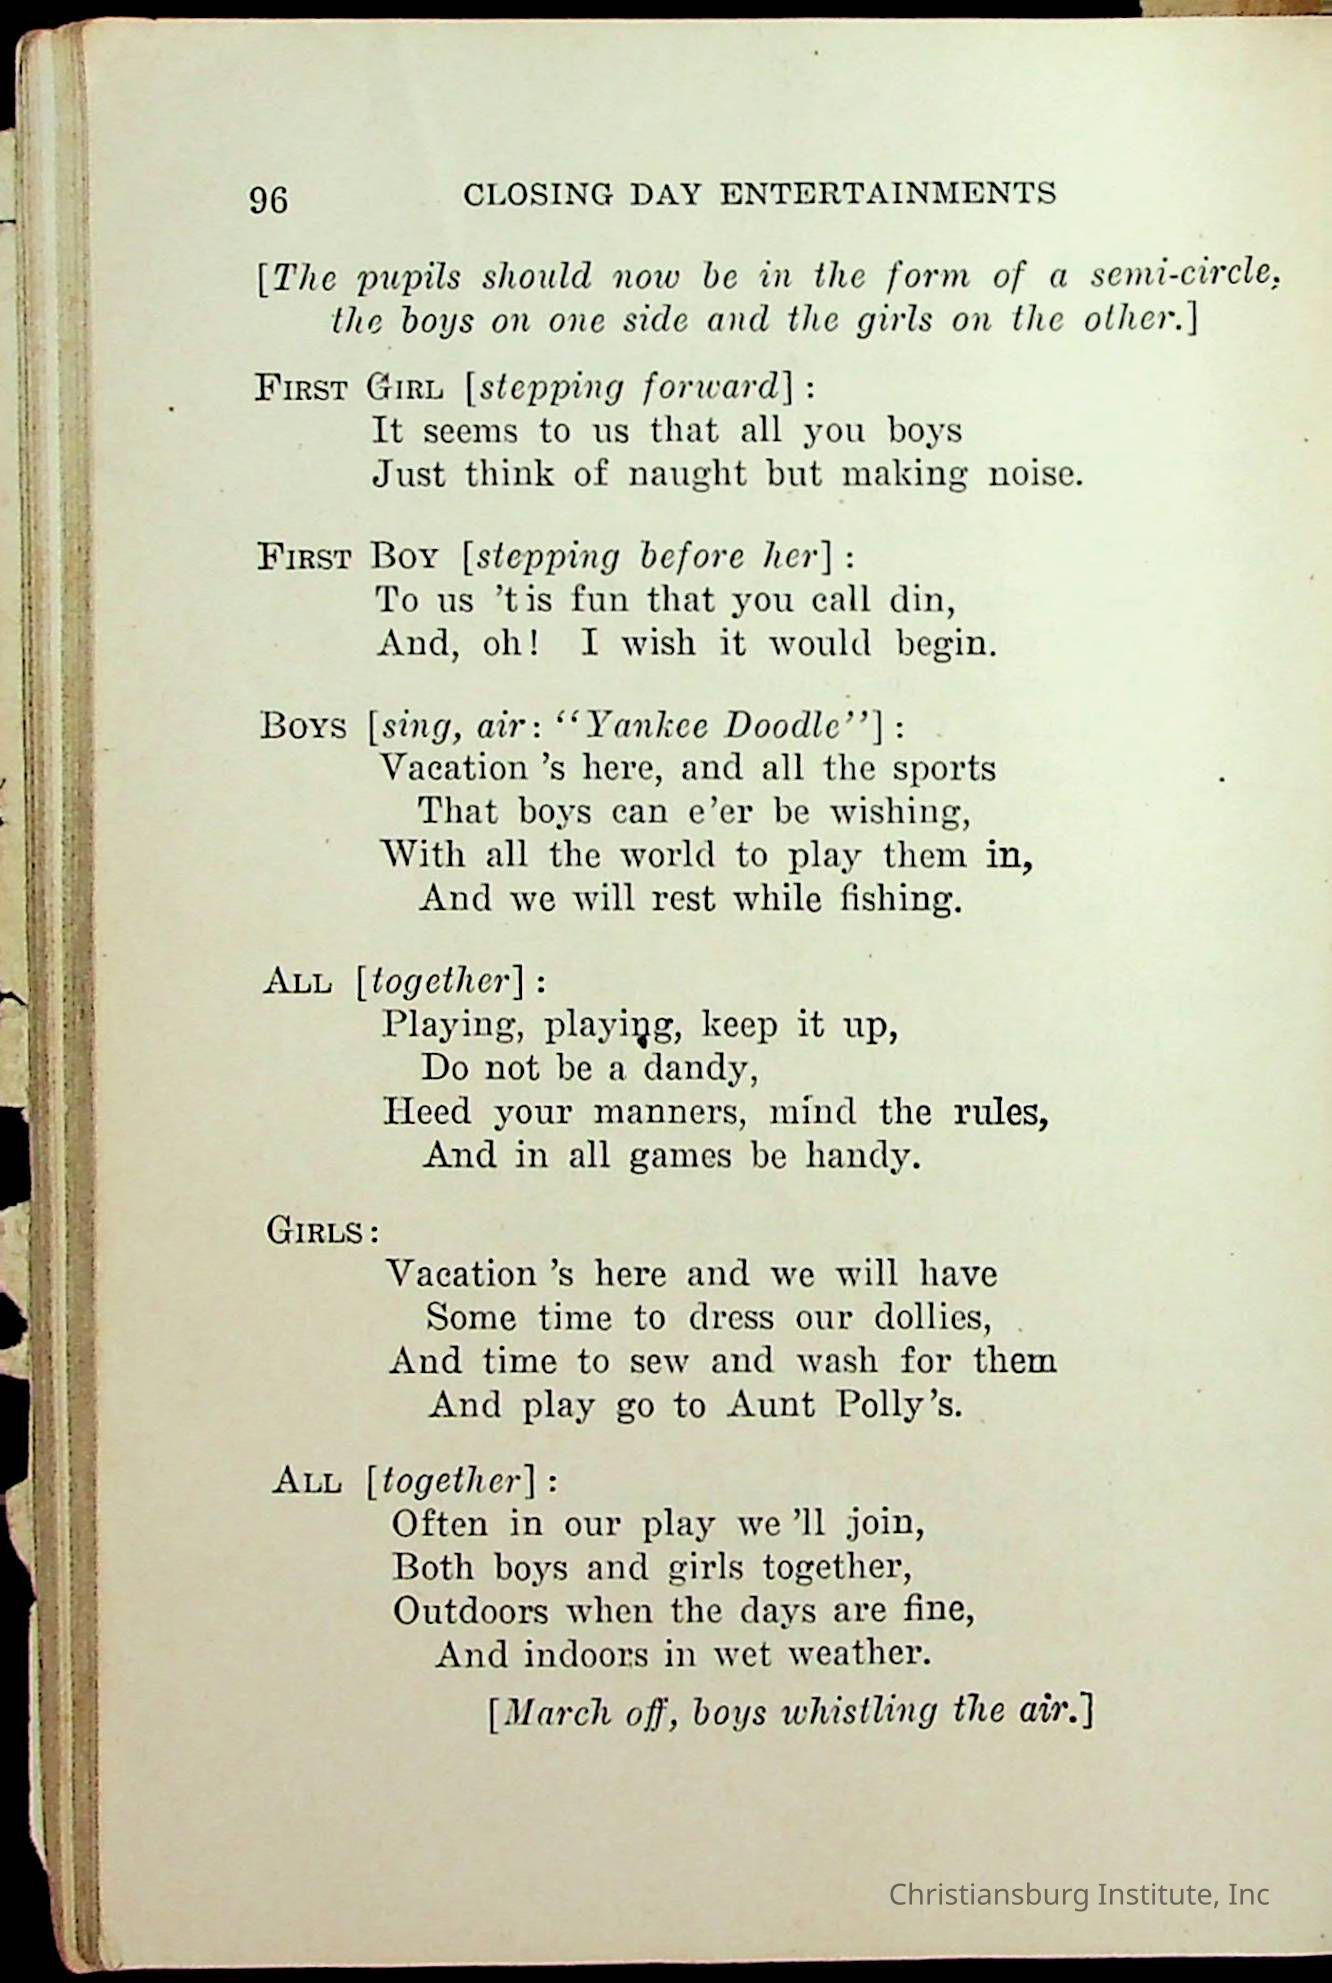 96 CLOSING DAY ENTERTAINMENTS
[The pupils should now be in the form of a semi-circle,
the boys on one side and the girls on the other.]
FIRST GIRL [stepping forward]:
It seems to us that all you boys
Just think of naught but making noise.
FIRST BOY [stepping before her]:
To us 'tis fun that you call din,
And, oh! I wish it would begin.
BOYS [sing, air: "Yankee Doodle"]:
Vacation 's here, and all the sports
That boys can e'er be wishing,
With all the world to play them in,
And we will rest while fishing.
ALL [together]:
Playing, playing, keep it up,
Do not be a dandy,
Heed your manners, mind the rules,
And in all games be handy.
GIRLS:
Vacation 's here and we will have
Some time to dress our dollies,
And time to sew and wash for them
And play go to Aunt Polly's.
ALL [together]:
Often in our play we 'll join,
Both boys and girls together,
Outdoors when the days are fine,
And indoors in wet weather.
[March off, boys whistling the air.]
Christiansburg Institute, Inc